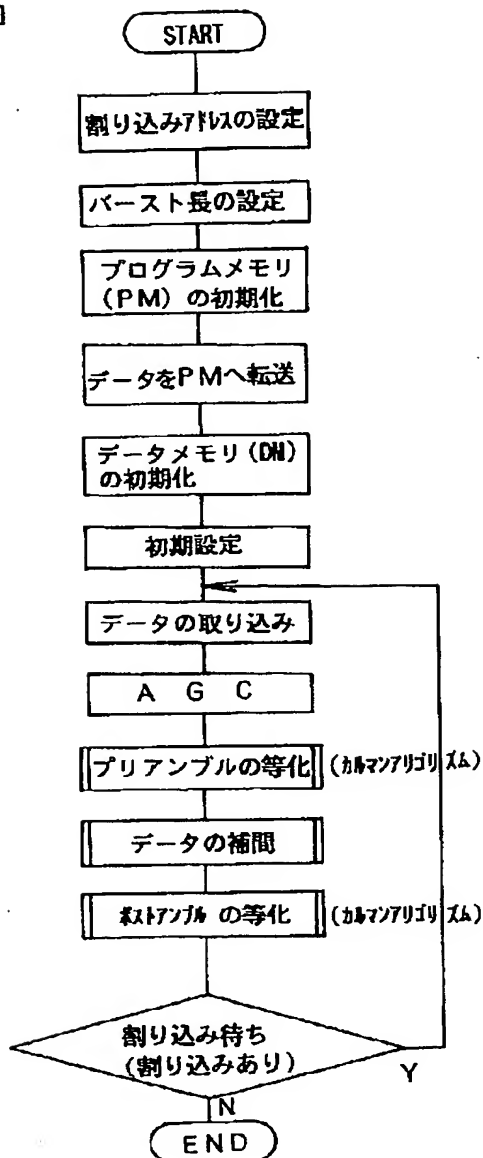 】
START
割り込みアドレスの設定
バースト長の設定
プログラムメモリ
(PM)の初期化
データをPMへ転送
データメモリ(DM)
の初期化
初期設定
データの取り込み
A G C
プリアンブルの等化 (カルマンアリゴリズム)
データの補間
ポストアンブル の等化 (カルマンアリゴリズム)
割り込み待ち
(割り込みあり)
Y
N
END